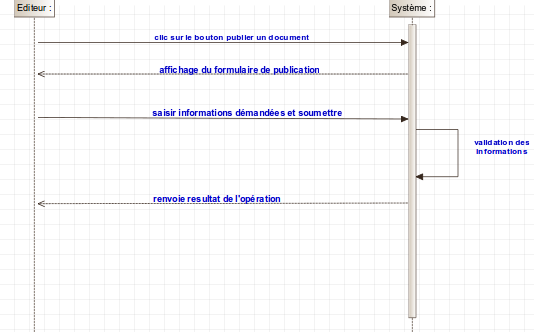 Editeur :
Système :
clic sur le bouton publier un document
affichage du formulaire de publication
saisir informations démandées et soumettre
validation des
informations
renvoie resultat de l'opération